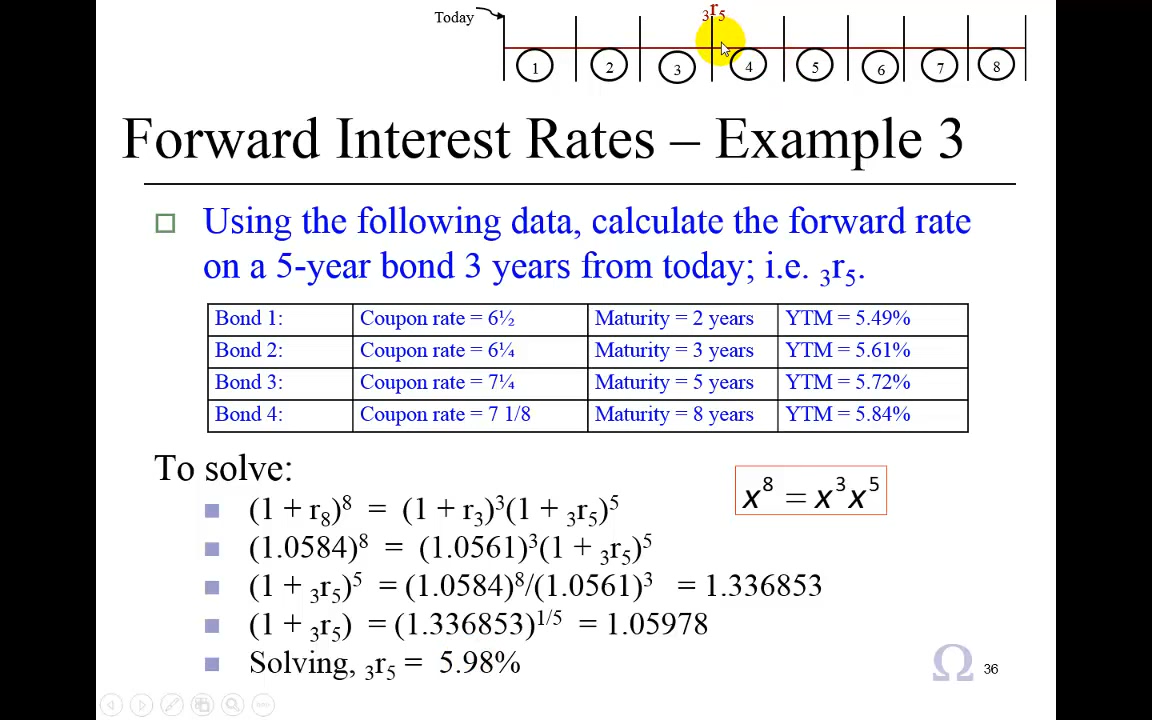 Today ₃r₅
1 2 3 4 5 6 7 8
Forward Interest Rates – Example 3
Using the following data, calculate the forward rate
on a 5-year bond 3 years from today; i.e. ₃r₅.
Bond 1: Coupon rate = 6½ Maturity = 2 years YTM = 5.49%
Bond 2: Coupon rate = 6¼ Maturity = 3 years YTM = 5.61%
Bond 3: Coupon rate = 7¼ Maturity = 5 years YTM = 5.72%
Bond 4: Coupon rate = 7 1/8 Maturity = 8 years YTM = 5.84%
To solve:
x⁸ = x³x⁵
(1 + r₈)⁸ = (1 + r₃)³(1 + ₃r₅)⁵
(1.0584)⁸ = (1.0561)³(1 + ₃r₅)⁵
(1 + ₃r₅)⁵ = (1.0584)⁸/(1.0561)³ = 1.336853
(1 + ₃r₅) = (1.336853)¹/⁵ = 1.05978
Solving, ₃r₅ = 5.98%
Ω 36